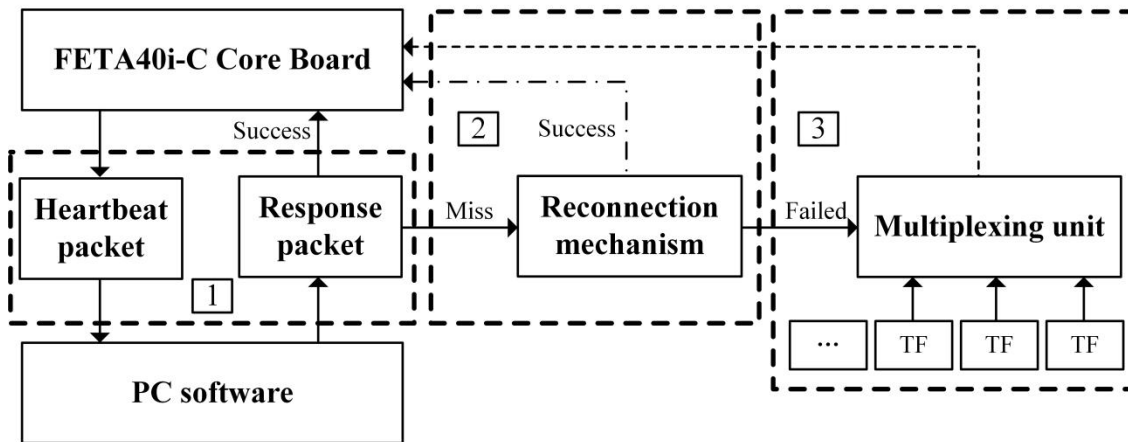 FETA40i-C Core Board
Success
Heartbeat
packet
Response
packet
1
PC software
2
Success
Miss
Reconnection
mechanism
3
Failed
Multiplexing unit
...
TF
TF
TF